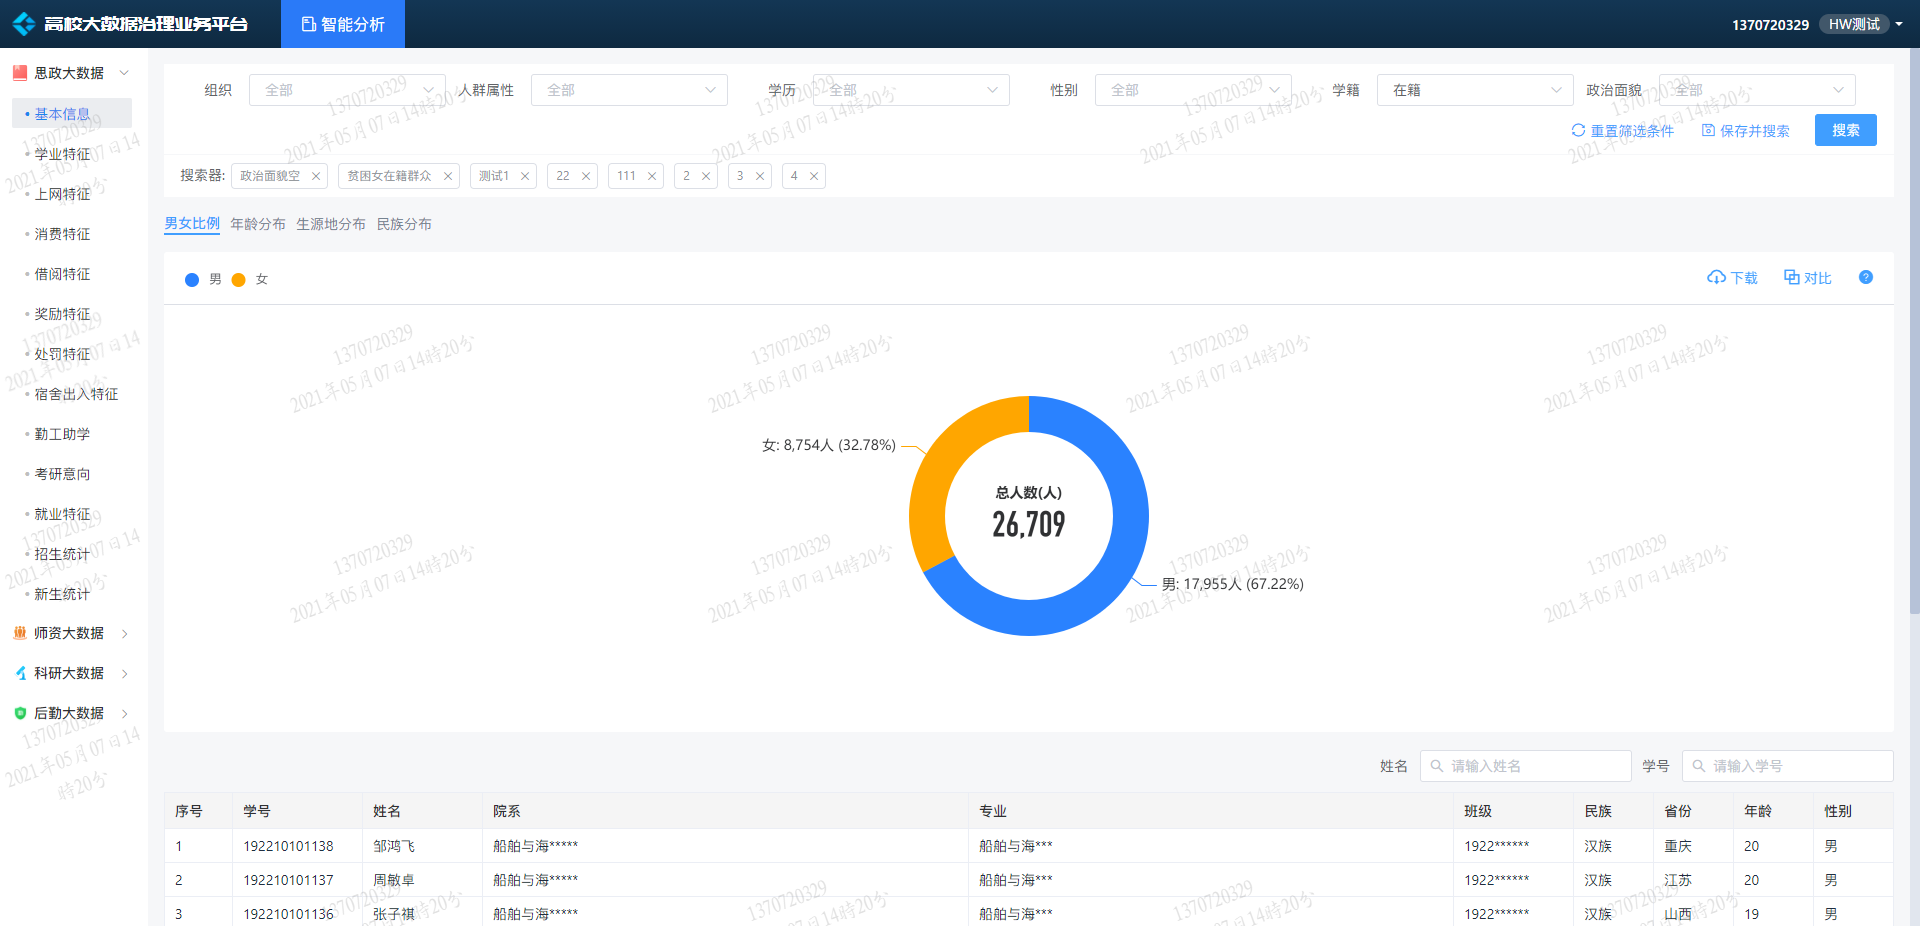 高校大数据治理业务平台
智能分析
1370720329 HW测试
思政大数据
基本信息
学业特征
上网特征
消费特征
借阅特征
奖励特征
处罚特征
宿舍出入特征
勤工助学
考研意向
就业特征
招生统计
新生统计
师资大数据
科研大数据
后勤大数据
组织 全部 人群属性 全部 学历 全部 性别 全部 学籍 在籍 政治面貌 全部
重置筛选条件 保存并搜索 搜索
搜索器: 政治面貌空 贫困女在籍群众 测试1 22 111 2 3 4
男女比例 年龄分布 生源地分布 民族分布
男 女
下载 对比 ?
女: 8,754人 (32.78%)
总人数(人)
26,709
男: 17,955人 (67.22%)
姓名 请输入姓名 学号 请输入学号
序号 学号 姓名 院系 专业 班级 民族 省份 年龄 性别
1 192210101138 邹鸿飞 船舶与海***** 船舶与海*** 1922****** 汉族 重庆 20 男
2 192210101137 周敏卓 船舶与海***** 船舶与海*** 1922****** 汉族 江苏 20 男
3 192210101136 张子祺 船舶与海***** 船舶与海*** 1922****** 汉族 山西 19 男
1370720329
2021年05月07日14時20分